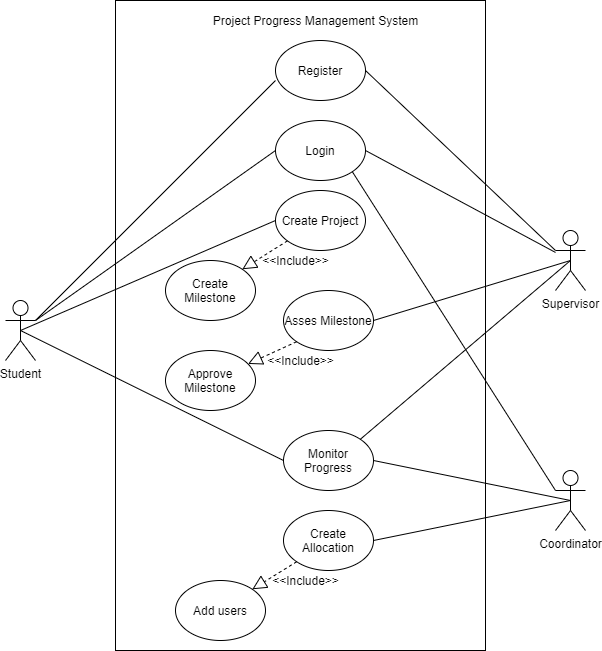 Project Progress Management System
Register
Login
Create Project
<<Include>>
Create
Milestone
Supervisor
Asses Milestone
<<Include>>
Student
Approve
Milestone
Monitor
Progress
Create
Allocation
Coordinator
<<Include>>
Add users